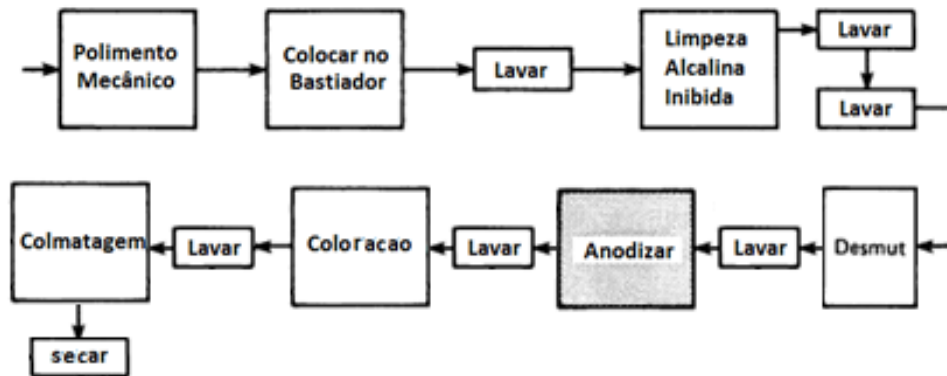 Polimento
Mecânico
Colocar no
Bastiador
Lavar
Limpeza
Alcalina
Inibida
Lavar
Lavar
Desmut
Lavar
Anodizar
Lavar
Coloracao
Lavar
Colmatagem
secar